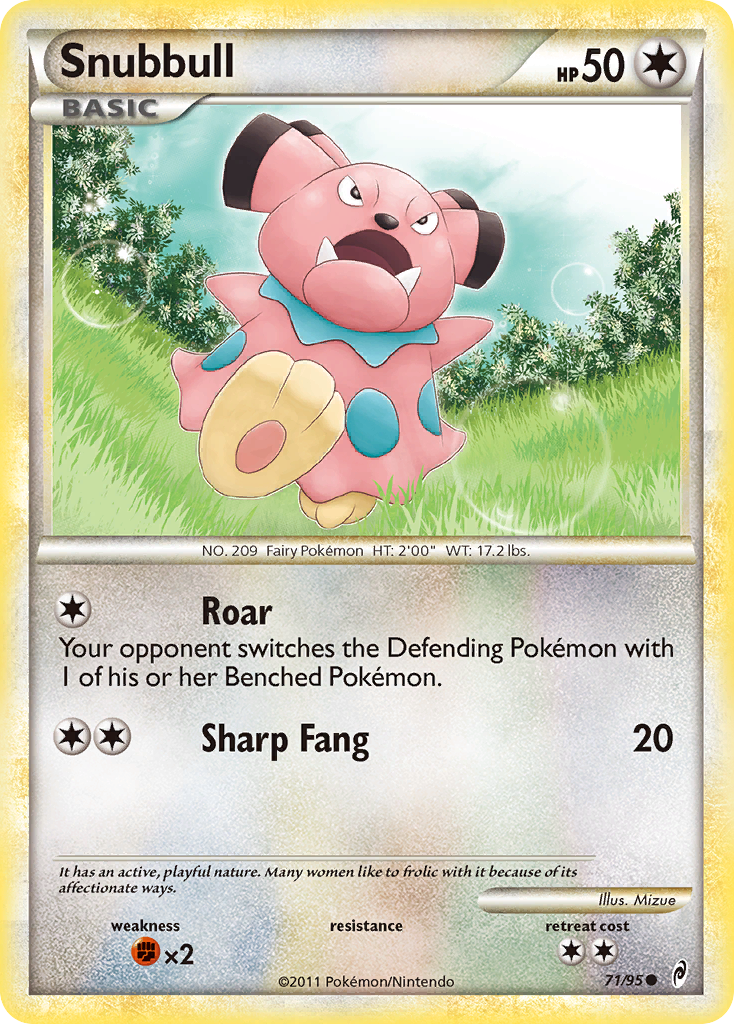 Snubbull
HP 50
BASIC
NO. 209 Fairy Pokémon HT: 2'00" WT: 17.2 lbs.
Roar
Your opponent switches the Defending Pokémon with
1 of his or her Benched Pokémon.
Sharp Fang 20
It has an active, playful nature. Many women like to frolic with it because of its
affectionate ways.
Illus. Mizue
weakness resistance retreat cost
×2
©2011 Pokémon/Nintendo 71/95